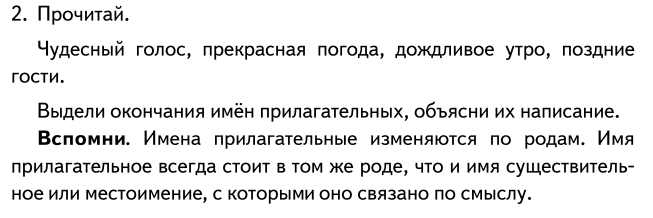 2. Прочитай.
Чудесный голос, прекрасная погода, дождливое утро, поздние
гости.
Выдели окончания имён прилагательных, объясни их написание.
Вспомни. Имена прилагательные изменяются по родам. Имя
прилагательное всегда стоит в том же роде, что и имя существитель-
ное или местоимение, с которыми оно связано по смыслу.